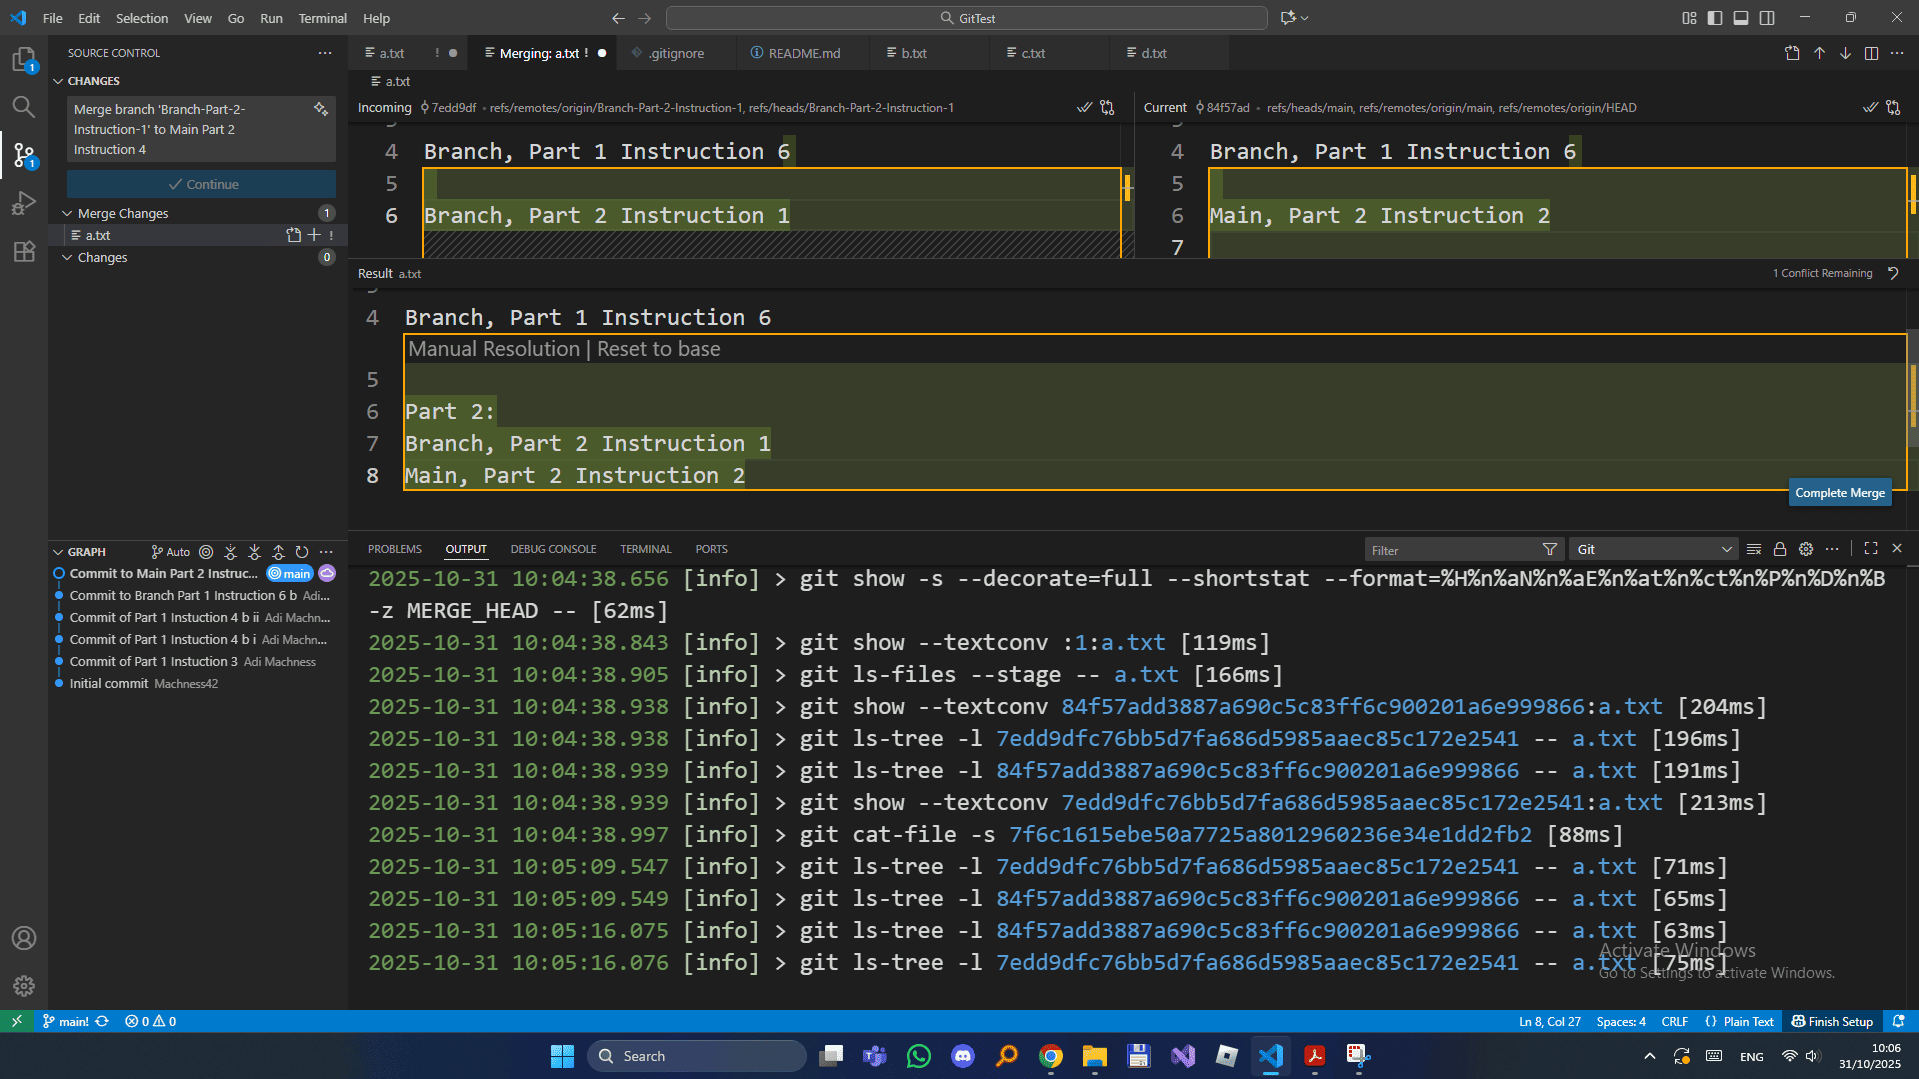 File Edit Selection View Go Run Terminal Help
GitTest
SOURCE CONTROL
CHANGES
Merge branch 'Branch-Part-2-
Instruction-1' to Main Part 2
Instruction 4
Continue
Merge Changes 1
a.txt !
Changes 0
a.txt !
Merging: a.txt !
.gitignore
README.md
b.txt
c.txt
d.txt
a.txt
Incoming 7edd9df • refs/remotes/origin/Branch-Part-2-Instruction-1, refs/heads/Branch-Part-2-Instruction-1
4 Branch, Part 1 Instruction 6
5
6 Branch, Part 2 Instruction 1
Current 84f57ad • refs/heads/main, refs/remotes/origin/main, refs/remotes/origin/HEAD
4 Branch, Part 1 Instruction 6
5
6 Main, Part 2 Instruction 2
7
Result a.txt
1 Conflict Remaining
4 Branch, Part 1 Instruction 6
Manual Resolution | Reset to base
5
6 Part 2:
7 Branch, Part 2 Instruction 1
8 Main, Part 2 Instruction 2
Complete Merge
GRAPH Auto
Commit to Main Part 2 Instruc... main
Commit to Branch Part 1 Instruction 6 b Adi...
Commit of Part 1 Instuction 4 b ii Adi Machn...
Commit of Part 1 Instuction 4 b i Adi Machn...
Commit of Part 1 Instuction 3 Adi Machness
Initial commit Machness42
PROBLEMS OUTPUT DEBUG CONSOLE TERMINAL PORTS
Filter
Git
2025-10-31 10:04:38.656 [info] > git show -s --decorate=full --shortstat --format=%H%n%aN%n%aE%n%at%n%ct%n%P%n%D%n%B
-z MERGE_HEAD -- [62ms]
2025-10-31 10:04:38.843 [info] > git show --textconv :1:a.txt [119ms]
2025-10-31 10:04:38.905 [info] > git ls-files --stage -- a.txt [166ms]
2025-10-31 10:04:38.938 [info] > git show --textconv 84f57add3887a690c5c83ff6c900201a6e999866:a.txt [204ms]
2025-10-31 10:04:38.938 [info] > git ls-tree -l 7edd9dfc76bb5d7fa686d5985aaec85c172e2541 -- a.txt [196ms]
2025-10-31 10:04:38.939 [info] > git ls-tree -l 84f57add3887a690c5c83ff6c900201a6e999866 -- a.txt [191ms]
2025-10-31 10:04:38.939 [info] > git show --textconv 7edd9dfc76bb5d7fa686d5985aaec85c172e2541:a.txt [213ms]
2025-10-31 10:04:38.997 [info] > git cat-file -s 7f6c1615ebe50a7725a8012960236e34e1dd2fb2 [88ms]
2025-10-31 10:05:09.547 [info] > git ls-tree -l 7edd9dfc76bb5d7fa686d5985aaec85c172e2541 -- a.txt [71ms]
2025-10-31 10:05:09.549 [info] > git ls-tree -l 84f57add3887a690c5c83ff6c900201a6e999866 -- a.txt [65ms]
2025-10-31 10:05:16.075 [info] > git ls-tree -l 84f57add3887a690c5c83ff6c900201a6e999866 -- a.txt [63ms]
2025-10-31 10:05:16.076 [info] > git ls-tree -l 7edd9dfc76bb5d7fa686d5985aaec85c172e2541 -- a.txt [75ms]
Activate Windows
Go to Settings to activate Windows.
main! 0 0
Ln 8, Col 27 Spaces: 4 CRLF {} Plain Text Finish Setup
Search
ENG
10:06
31/10/2025